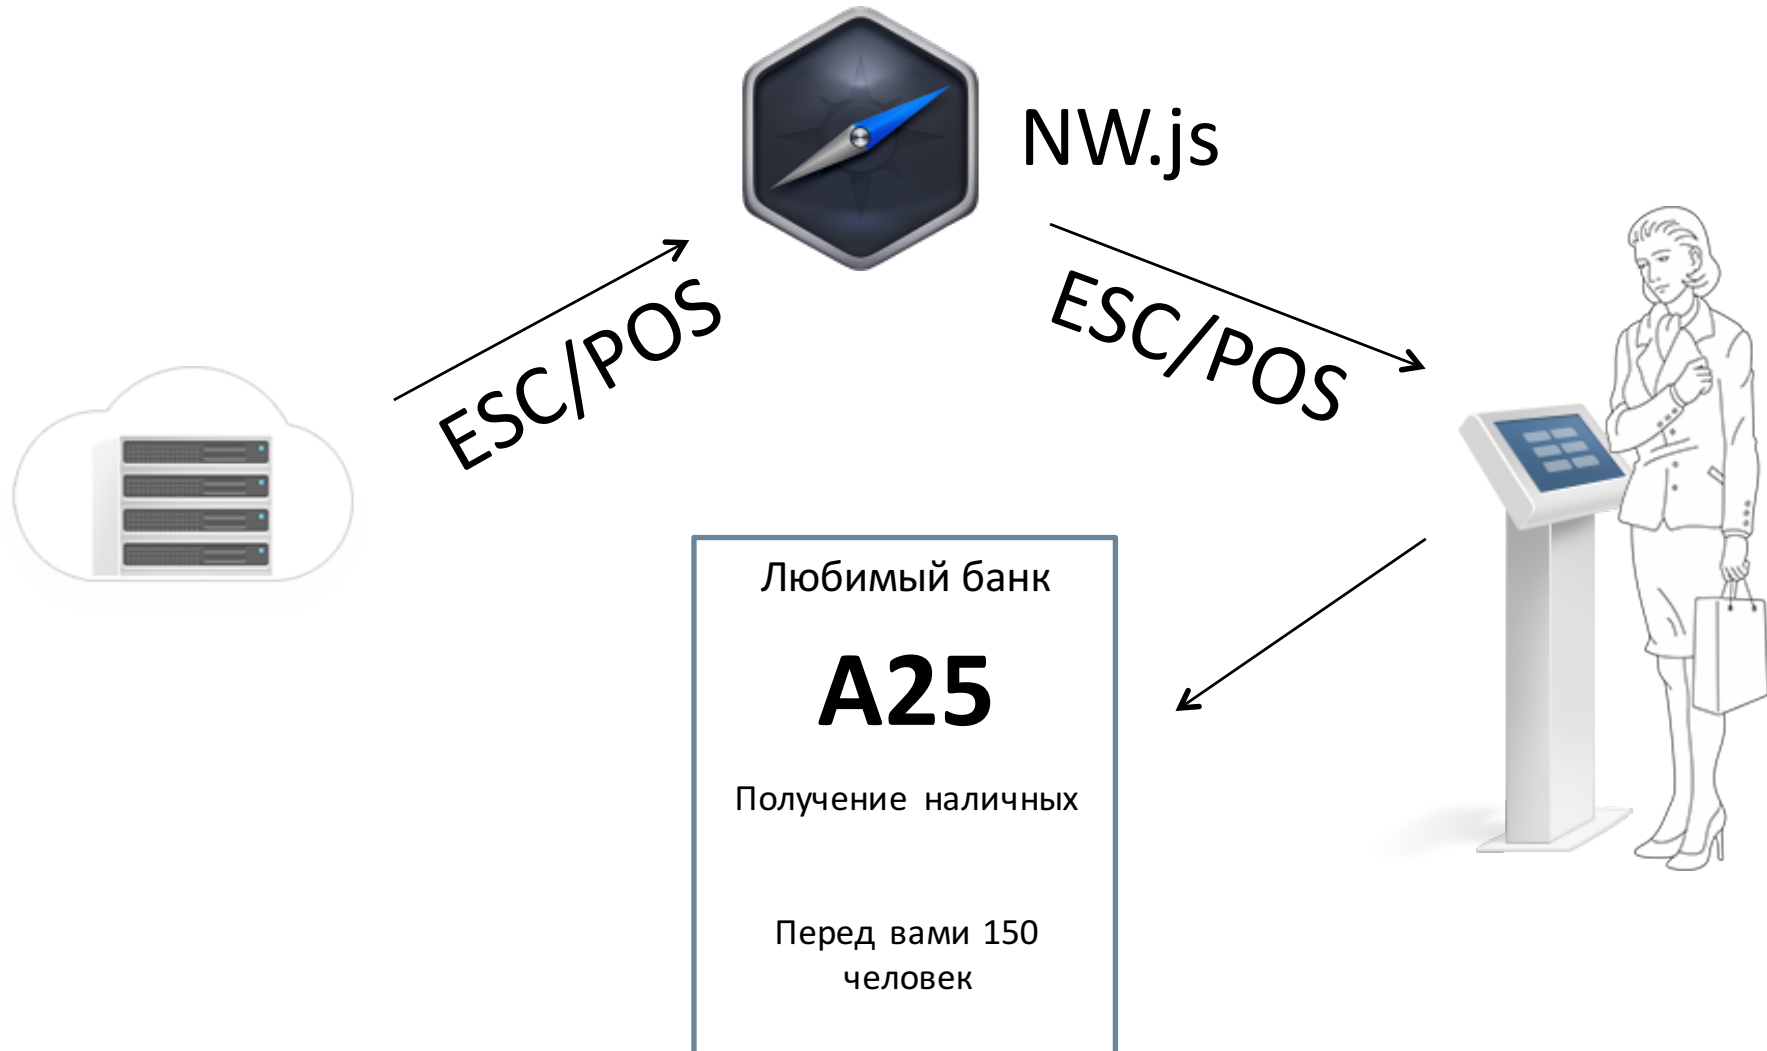 NW.js
ESC/POS
ESC/POS
Любимый банк
A25
Получение наличных
Перед вами 150
человек